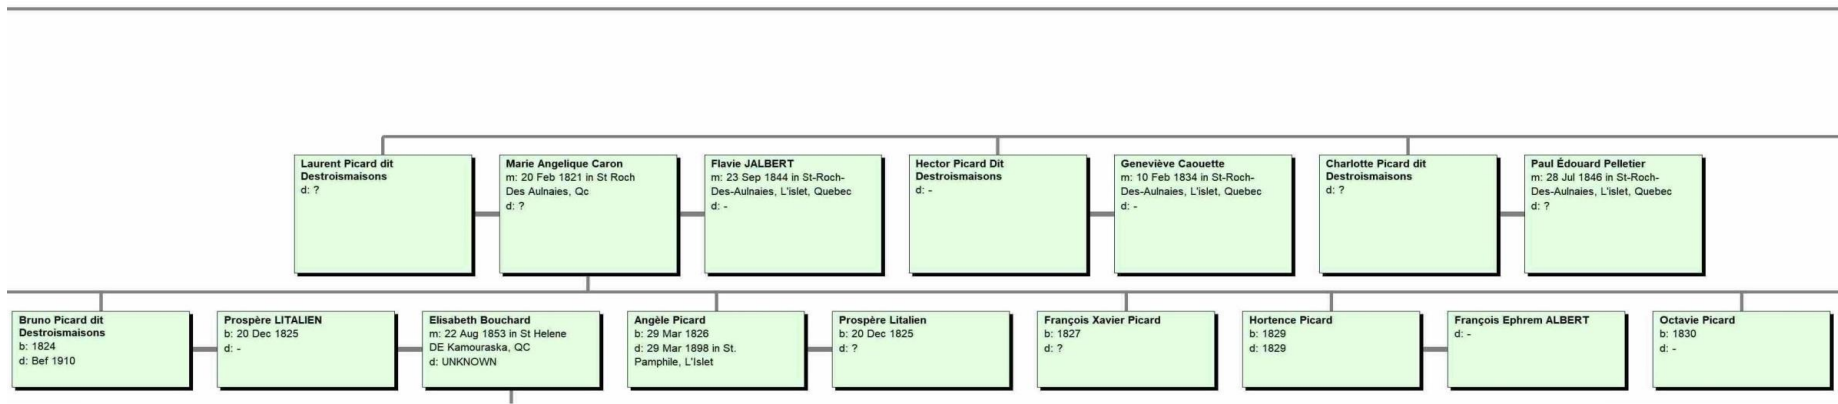 Laurent Picard dit
Destroismaisons
d: ?
Marie Angelique Caron
m: 20 Feb 1821 in St Roch
Des Aulnaies, Qc
d: ?
Flavie JALBERT
m: 23 Sep 1844 in St-Roch-
Des-Aulnaies, L'islet, Quebec
d: -
Hector Picard Dit
Destroismaisons
d: -
Geneviève Caouette
m: 10 Feb 1834 in St-Roch-
Des-Aulnaies, L'islet, Quebec
d: -
Charlotte Picard dit
Destroismaisons
d: ?
Paul Édouard Pelletier
m: 28 Jul 1846 in St-Roch-
Des-Aulnaies, L'islet, Quebec
d: ?
Bruno Picard dit
Destroismaisons
b: 1824
d: Bef 1910
Prospère LITALIEN
b: 20 Dec 1825
d: -
Elisabeth Bouchard
m: 22 Aug 1853 in St Helene
DE Kamouraska, QC
d: UNKNOWN
Angèle Picard
b: 29 Mar 1826
d: 29 Mar 1898 in St.
Pamphile, L'Islet
Prospère Litalien
b: 20 Dec 1825
d: ?
François Xavier Picard
b: 1827
d: ?
Hortence Picard
b: 1829
d: 1829
François Ephrem ALBERT
d: -
d: -
Octavie Picard
b: 1830
d: -